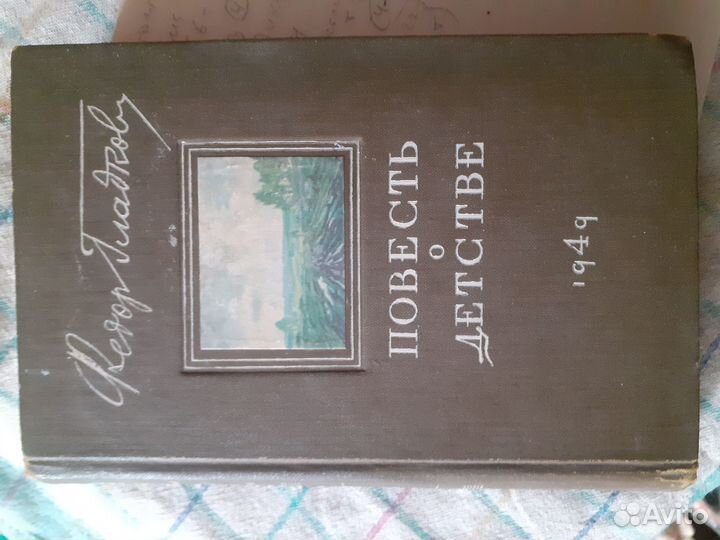 Федор Гладков
ПОВЕСТЬ
О
ДЕТСТВЕ
1949
Avito